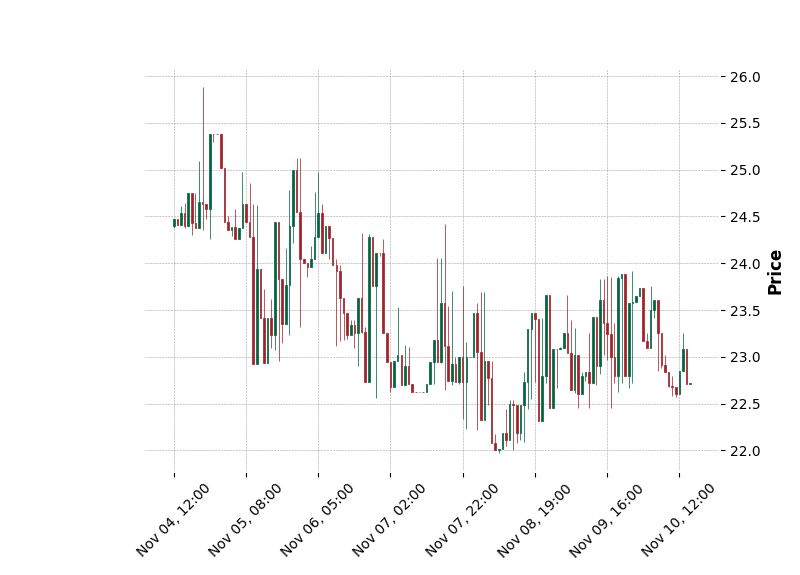 26.0
25.5
25.0
24.5
24.0
23.5
23.0
22.5
22.0
Price
Nov 04, 12:00
Nov 05, 08:00
Nov 06, 05:00
Nov 07, 02:00
Nov 07, 22:00
Nov 08, 19:00
Nov 09, 16:00
Nov 10, 12:00